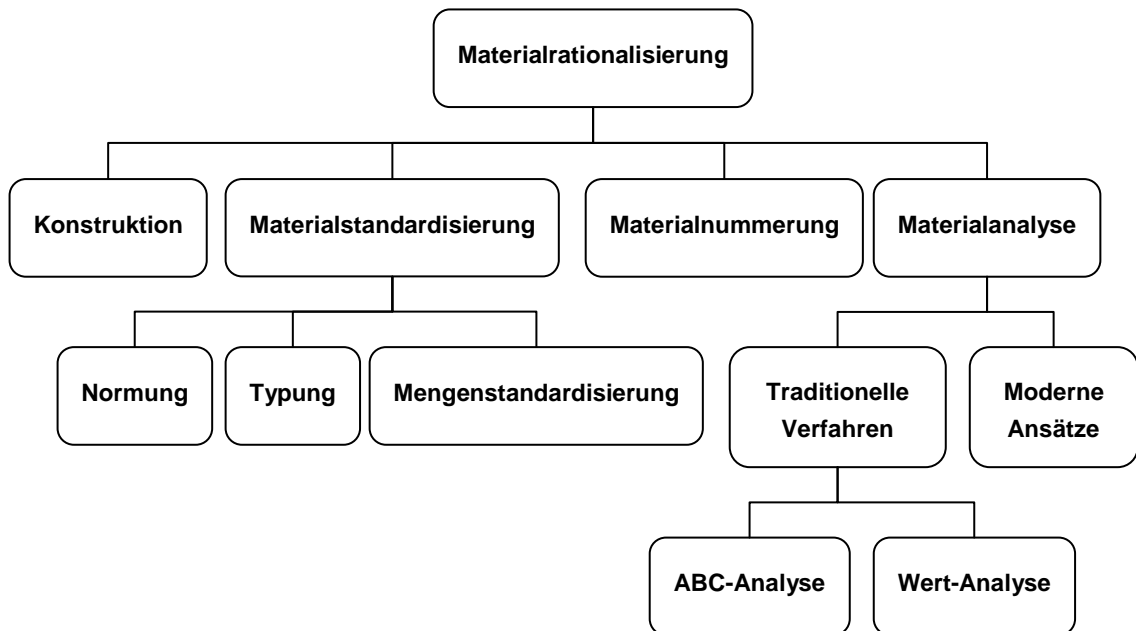 Materialrationalisierung
Konstruktion
Materialstandardisierung
Materialnummerung
Materialanalyse
Normung
Typung
Mengenstandardisierung
Traditionelle
Verfahren
Moderne
Ansätze
ABC-Analyse
Wert-Analyse